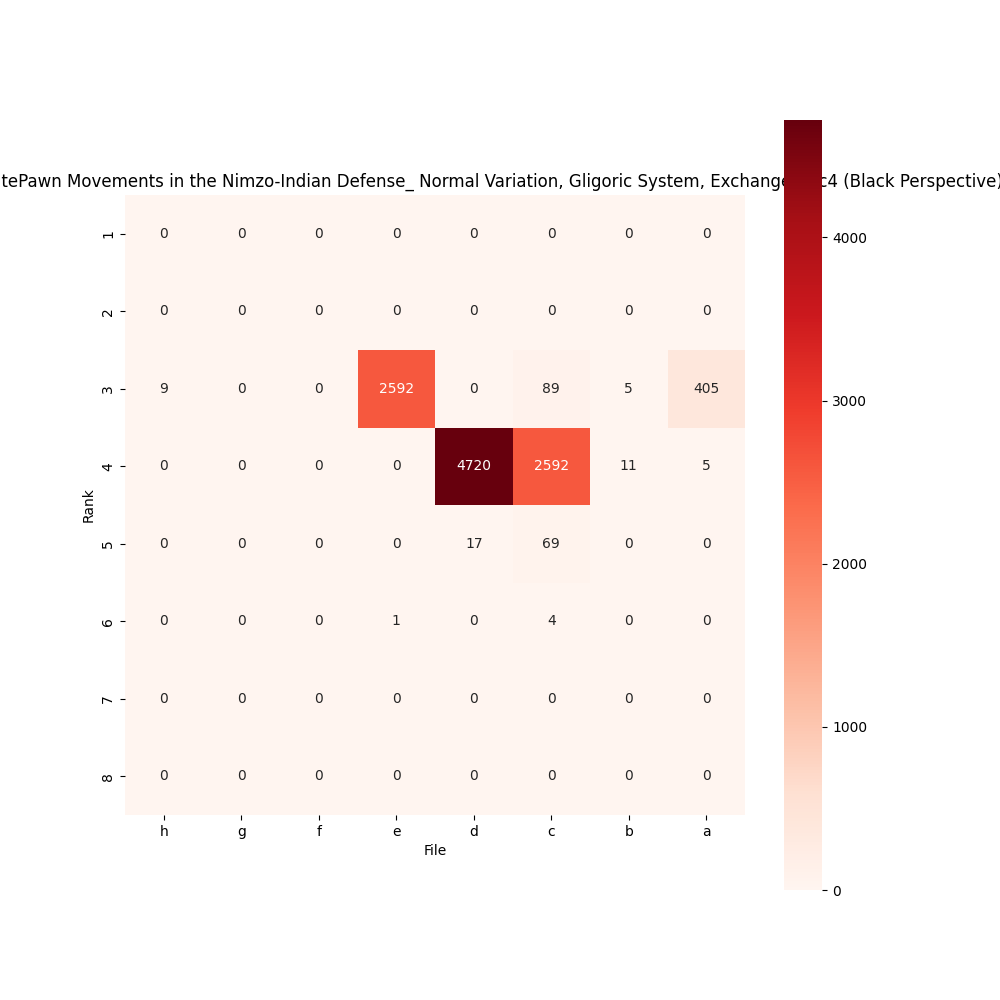 tePawn Movements in the Nimzo-Indian Defense_ Normal Variation, Gligoric System, Exchang c4 (Black Perspective)
1 0 0 0 0 0 0 0 0
2 0 0 0 0 0 0 0 0
3 9 0 0 2592 0 89 5 405
4 0 0 0 0 4720 2592 11 5
5 0 0 0 0 17 69 0 0
6 0 0 0 1 0 4 0 0
7 0 0 0 0 0 0 0 0
8 0 0 0 0 0 0 0 0
h g f e d c b a
File
Rank
4000
3000
2000
1000
0